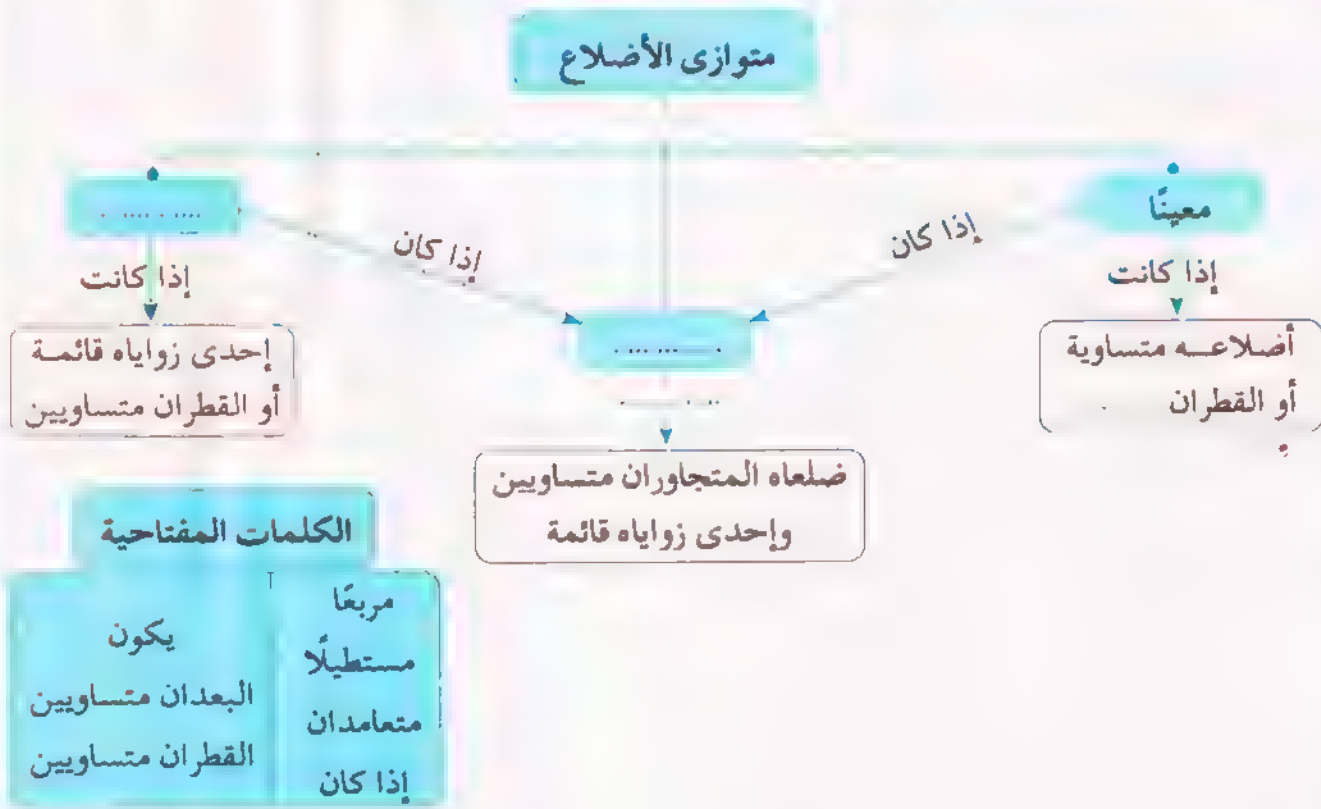 متوازى الأضلاع
معينًا
..........
إذا كان
إذا كان
إذا كانت
إذا كانت
..........
أضلاعــه متساوية
أو القطران .
إحدى زواياه قائمــة
أو القطران متساويين
..........
ضلعاه المتجاوران متساويين
وإحدى زواياه قائمة
الكلمات المفتاحية
مربعًا
مستطيلًا
متعامدان
إذا كان
يكون
البعدان متساويين
القطران متساويين